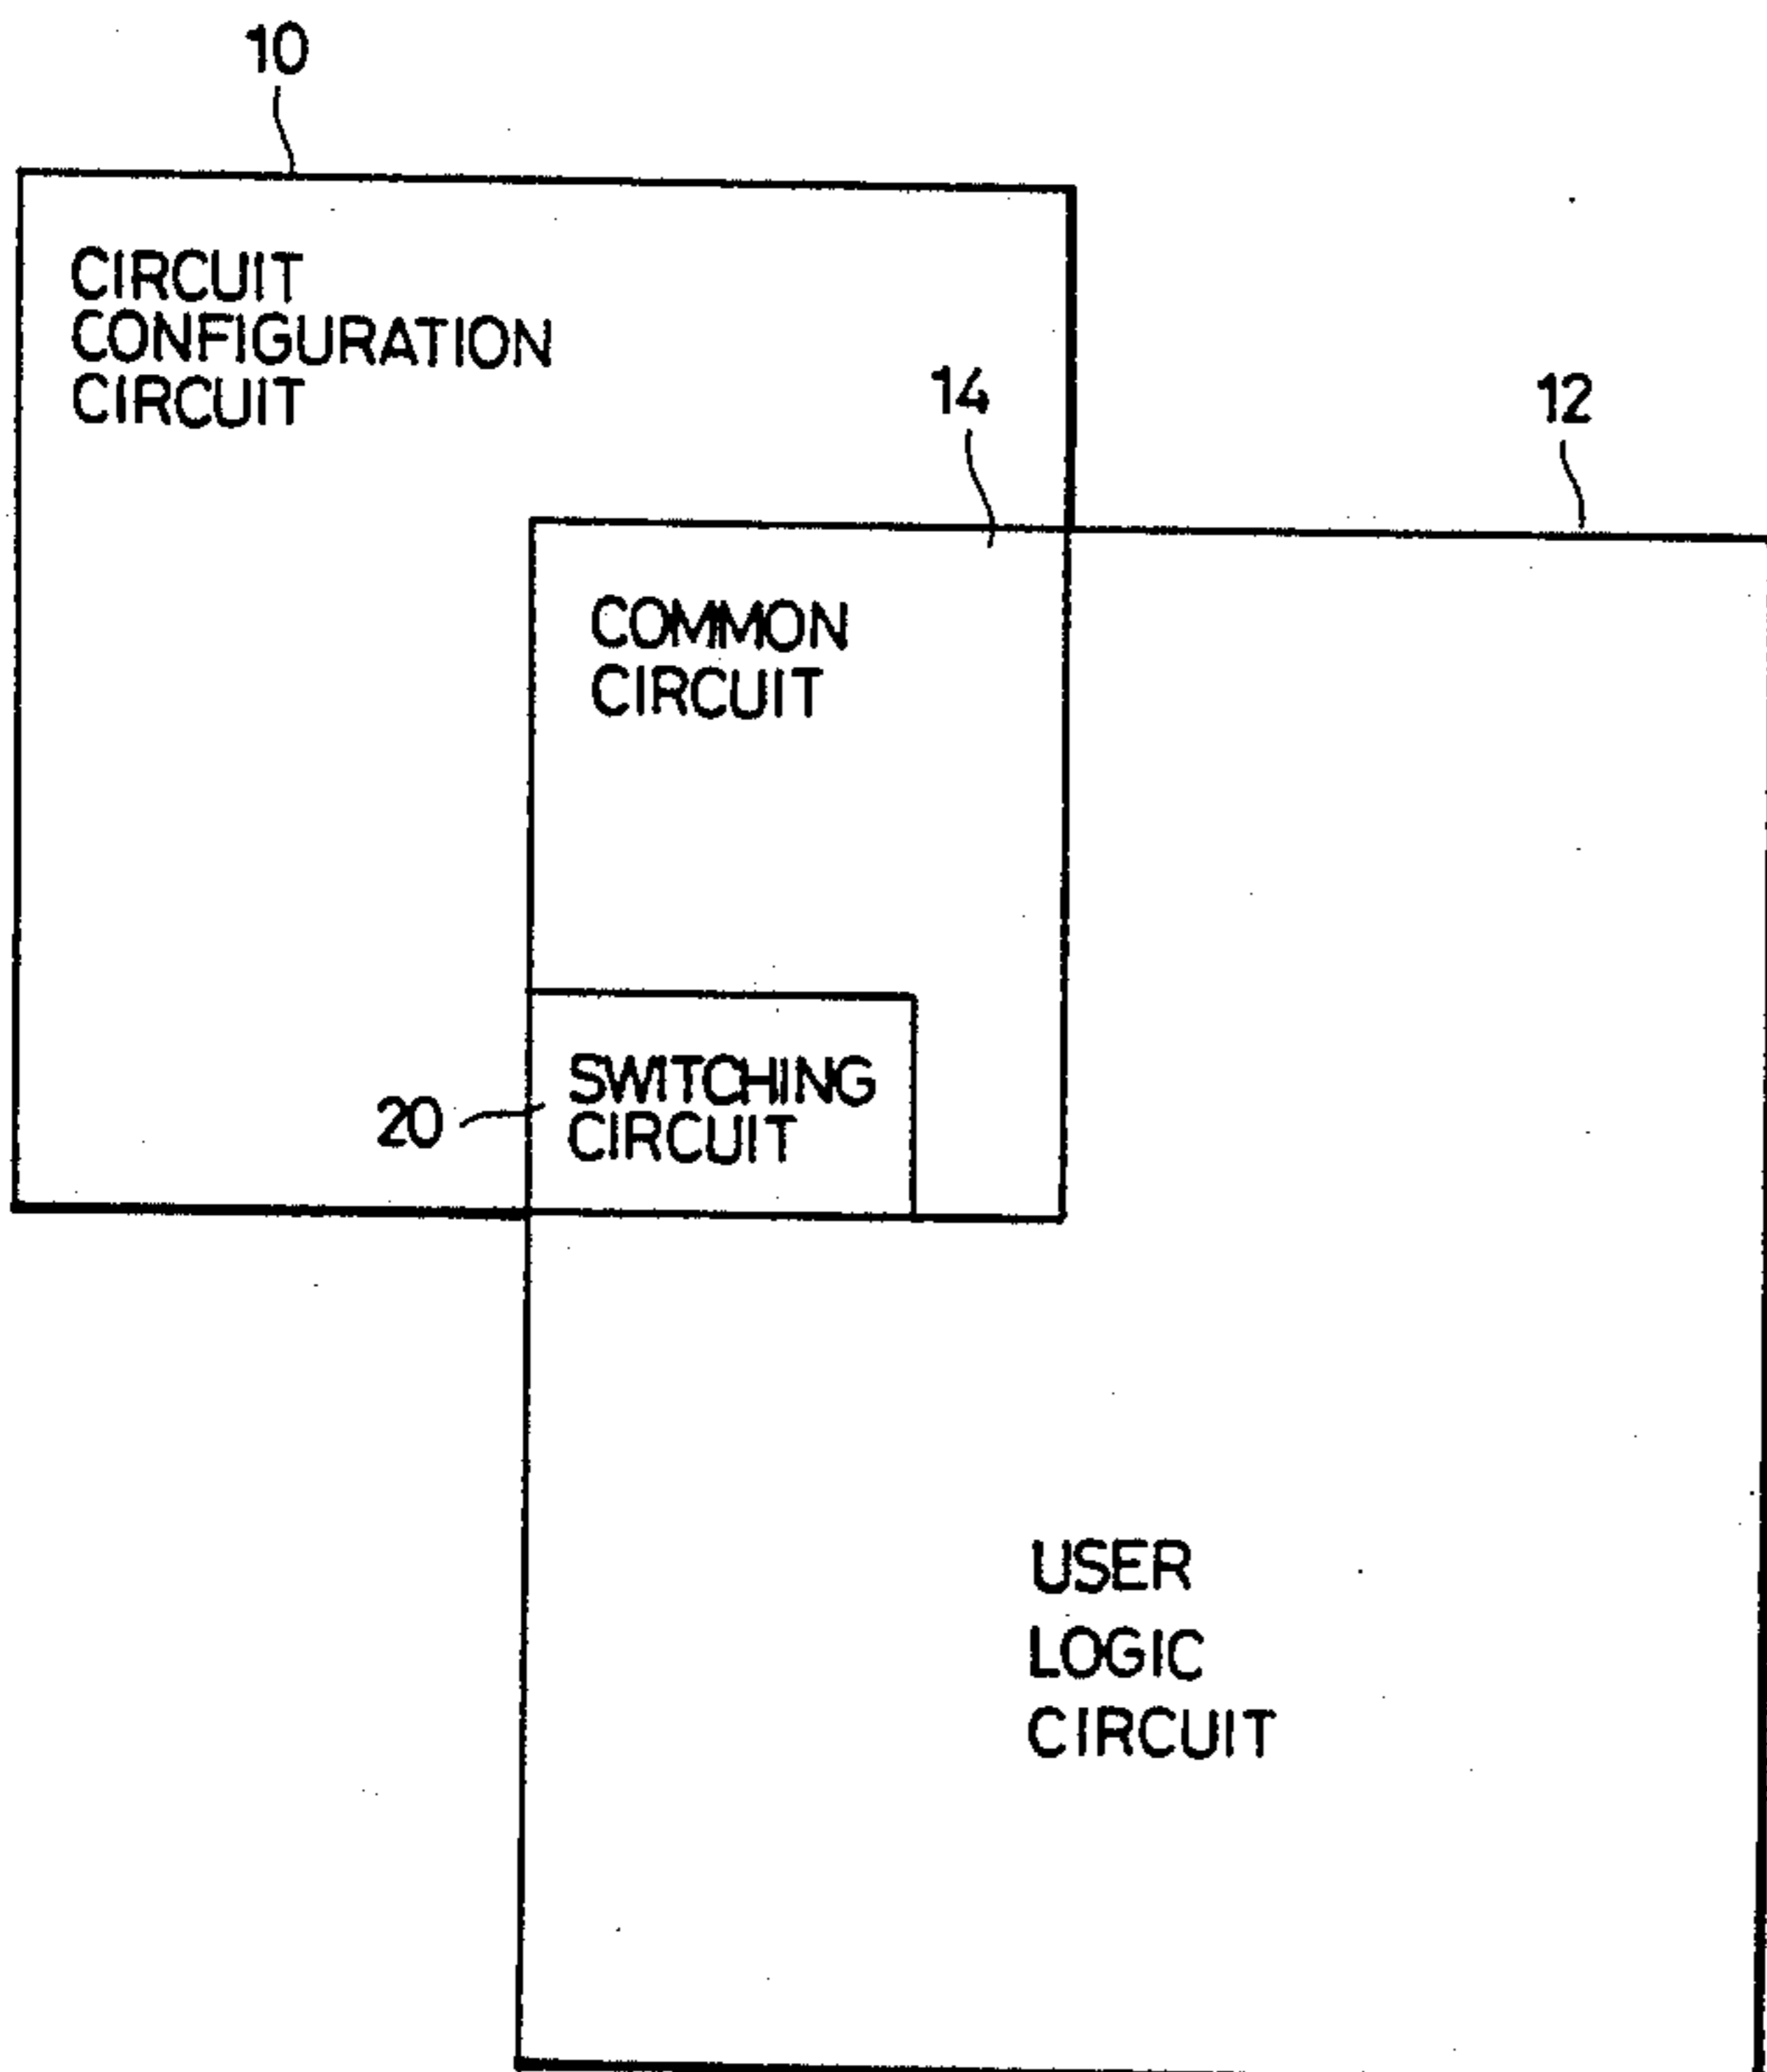 10
CIRCUIT
CONFIGURATION
CIRCUIT
14
12
COMMON
CIRCUIT
20
SWITCHING
CIRCUIT
USER
LOGIC
CIRCUIT